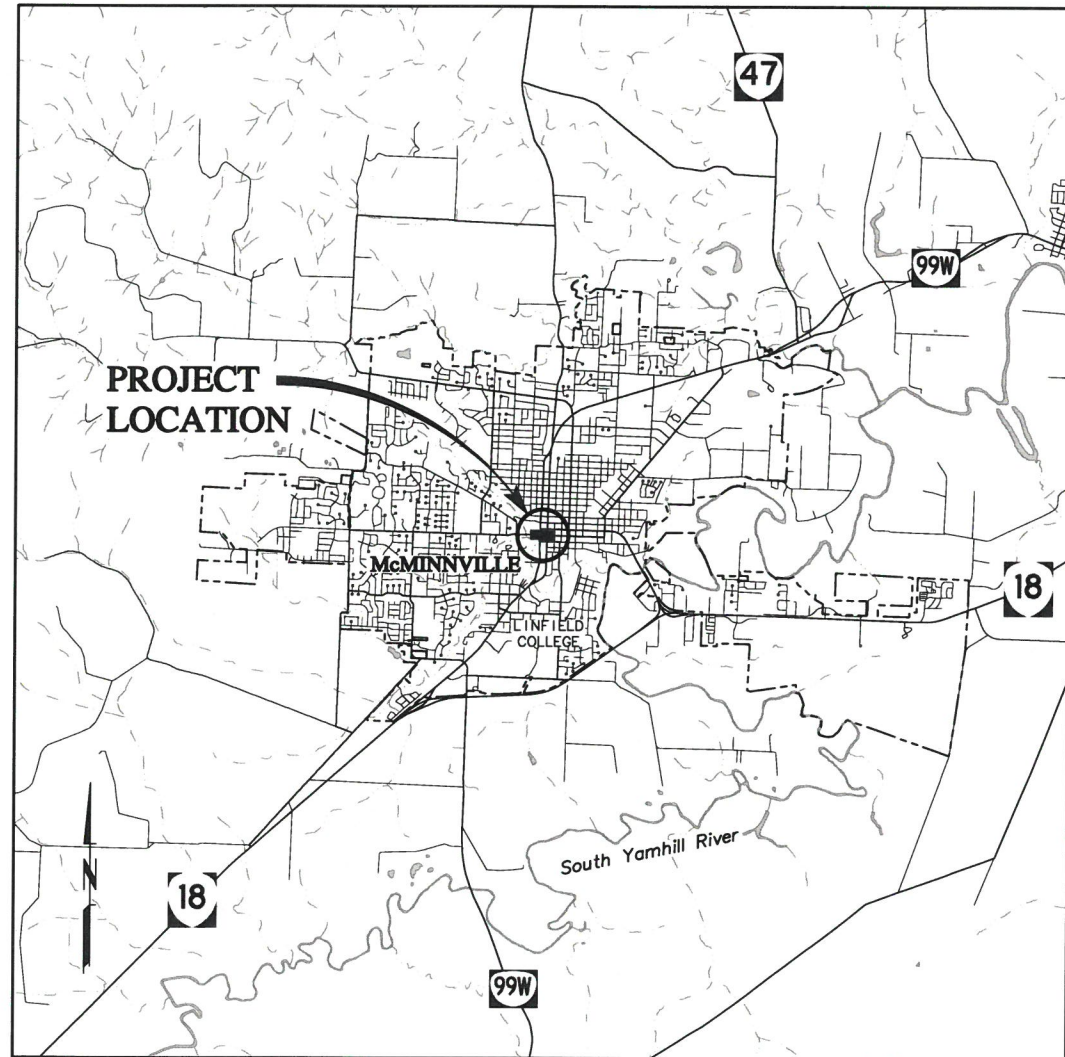 47
99W
PROJECT
LOCATION
McMINNVILLE
18
LINFIELD
COLLEGE
South Yamhill River
N
18
99W